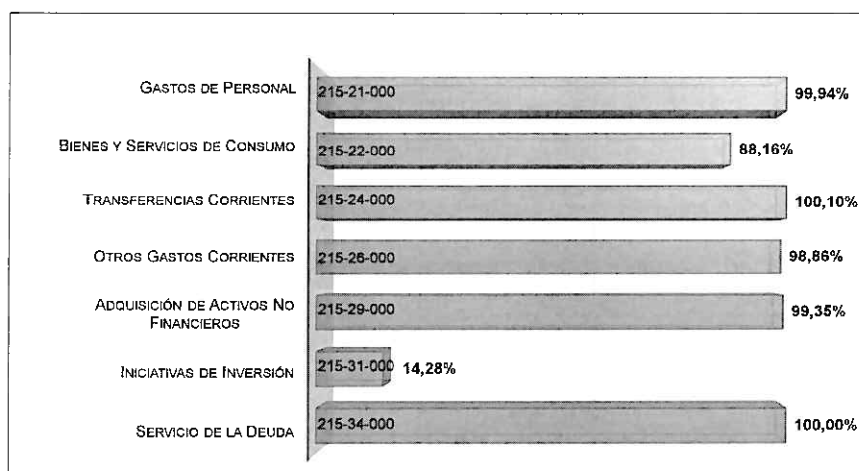 GASTOS DE PERSONAL 215-21-000 99,94%
BIENES Y SERVICIOS DE CONSUMO 215-22-000 88,16%
TRANSFERENCIAS CORRIENTES 215-24-000 100,10%
OTROS GASTOS CORRIENTES 215-26-000 98,86%
ADQUISICIÓN DE ACTIVOS NO
FINANCIEROS 215-29-000 99,35%
INICIATIVAS DE INVERSIÓN 215-31-000 14,28%
SERVICIO DE LA DEUDA 215-34-000 100,00%